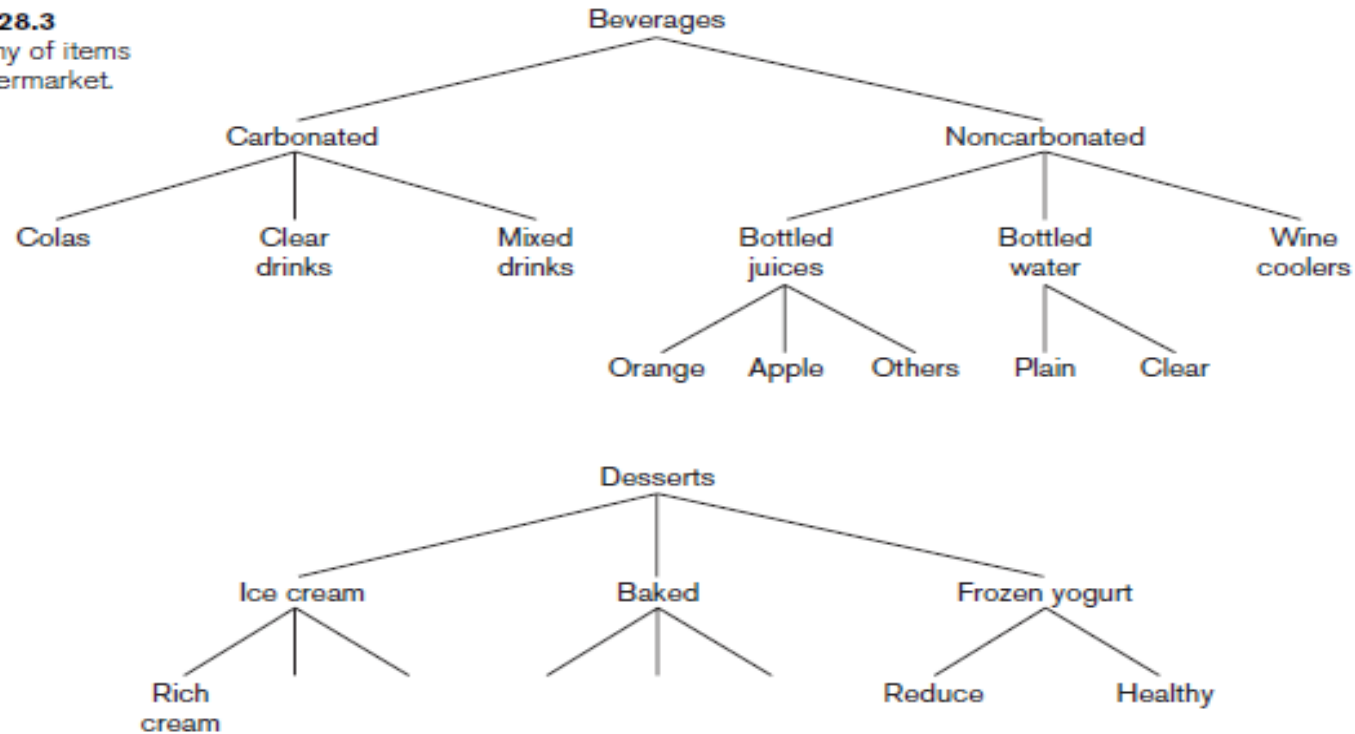 28.3
ny of items
ermarket.
Beverages
Carbonated Noncarbonated
Colas Clear drinks Mixed drinks Bottled juices Bottled water Wine coolers
Orange Apple Others Plain Clear
Desserts
Ice cream Baked Frozen yogurt
Rich cream Reduce Healthy